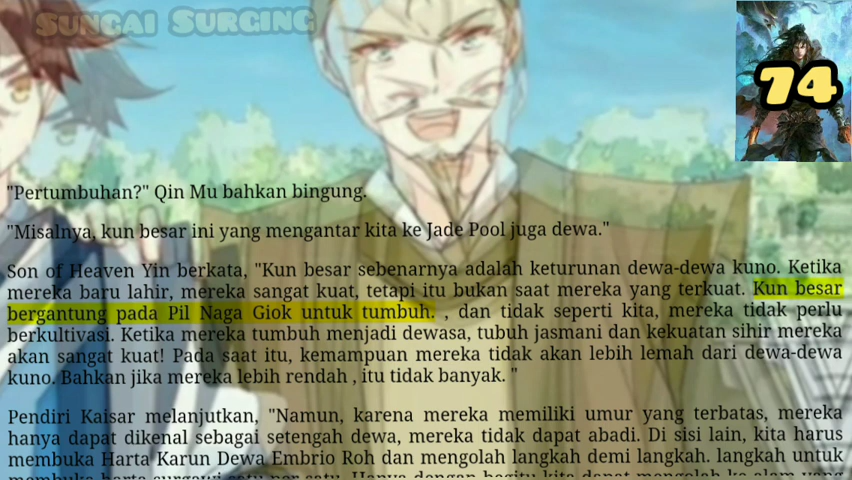 SUNGAI SURGING
74
"Pertumbuhan?" Qin Mu bahkan bingung.
"Misalnya, kun besar ini yang mengantar kita ke Jade Pool juga dewa."
Son of Heaven Yin berkata, "Kun besar sebenarnya adalah keturunan dewa-dewa kuno. Ketika
mereka baru lahir, mereka sangat kuat, tetapi itu bukan saat mereka yang terkuat. Kun besar
bergantung pada Pil Naga Giok untuk tumbuh. , dan tidak seperti kita, mereka tidak perlu
berkultivasi. Ketika mereka tumbuh menjadi dewasa, tubuh jasmani dan kekuatan sihir mereka
akan sangat kuat! Pada saat itu, kemampuan mereka tidak akan lebih lemah dari dewa-dewa
kuno. Bahkan jika mereka lebih rendah , itu tidak banyak. "
Pendiri Kaisar melanjutkan, "Namun, karena mereka memiliki umur yang terbatas, mereka
hanya dapat dikenal sebagai setengah dewa, mereka tidak dapat abadi. Di sisi lain, kita harus
membuka Harta Karun Dewa Embrio Roh dan mengolah langkah demi langkah. langkah untuk